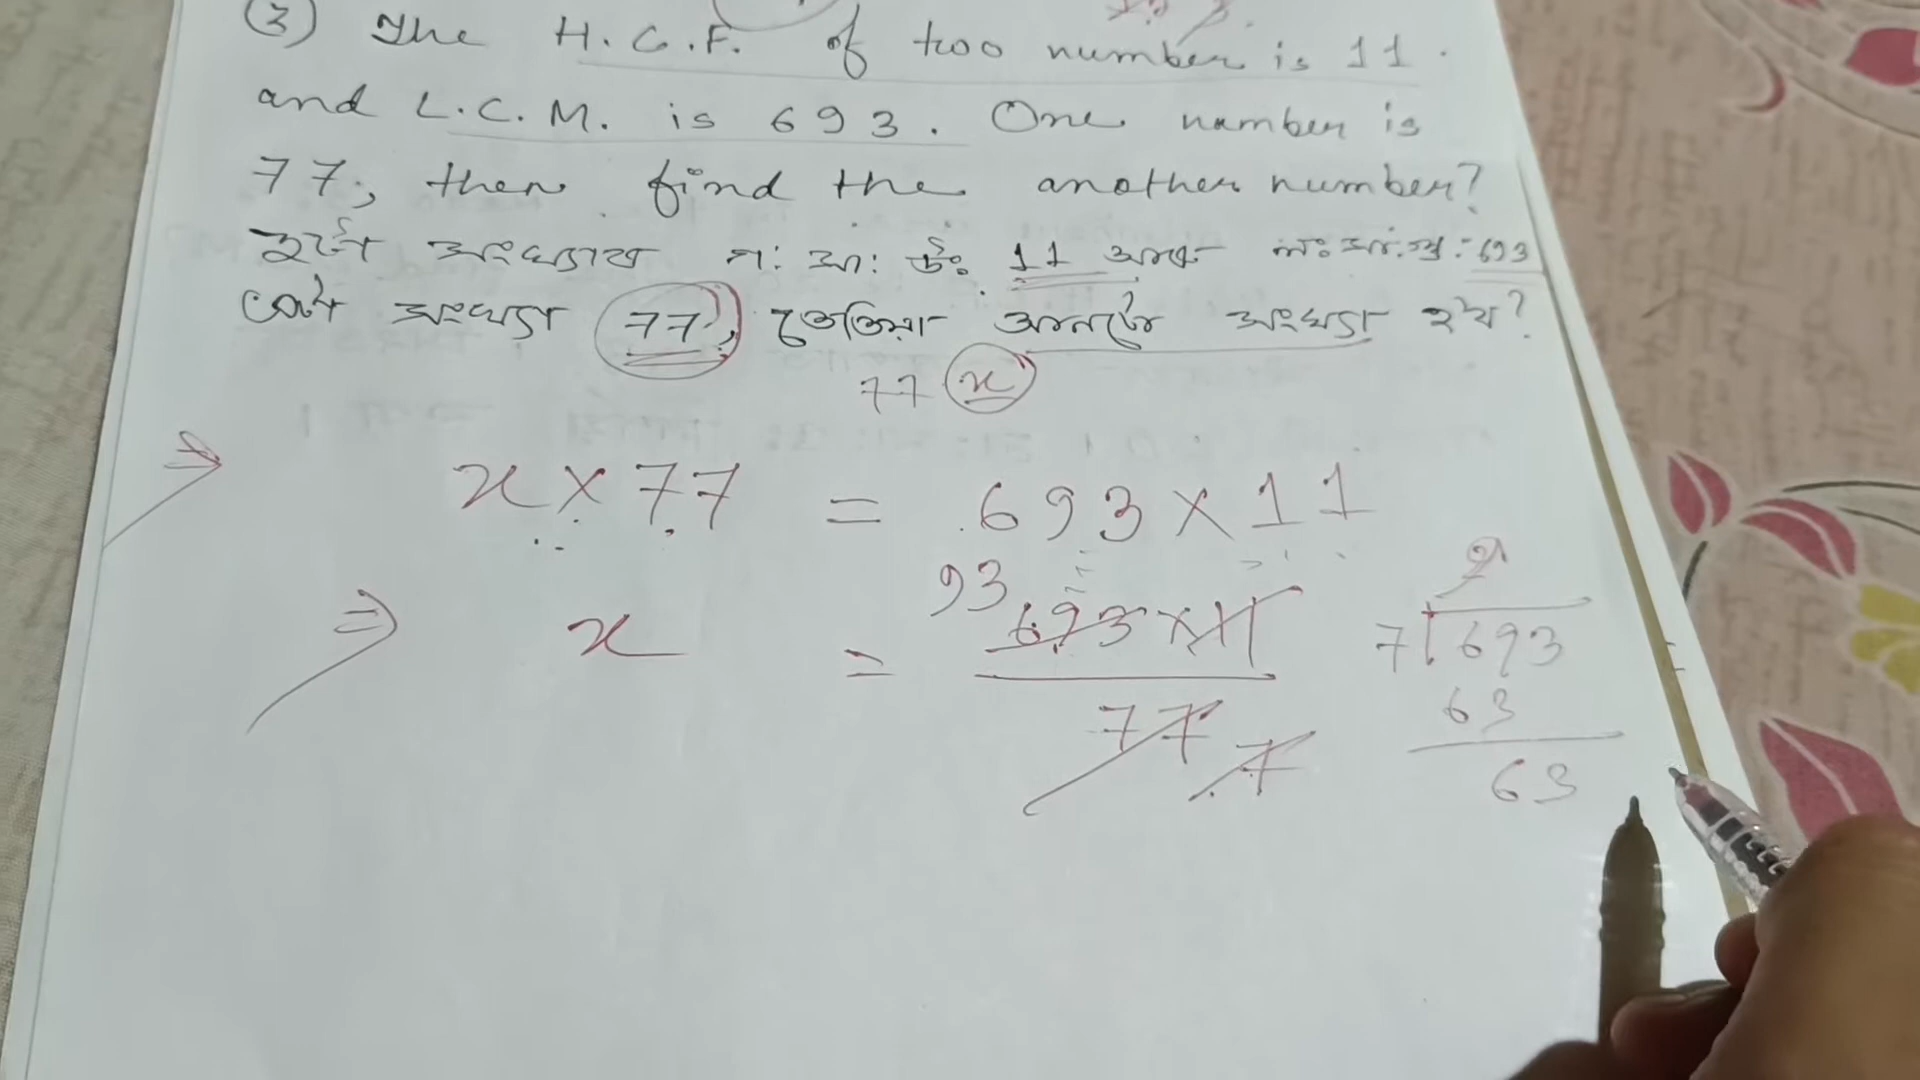 (3) The H.C.F. of two number is 11.
and L.C.M. is 693. One number is
77, then find the another number?
দুটা সংখ্যাৰ গ: সা: উ: 11 আৰু ল: সা: গু: 693
এটা সংখ্যা 77, তেতিয়া আনটো সংখ্যা হ'ব?
77 x
⇒ x × 77 = 693 × 11
93
⇒ x = 693 × 11
77 7
9
7 693
63
63